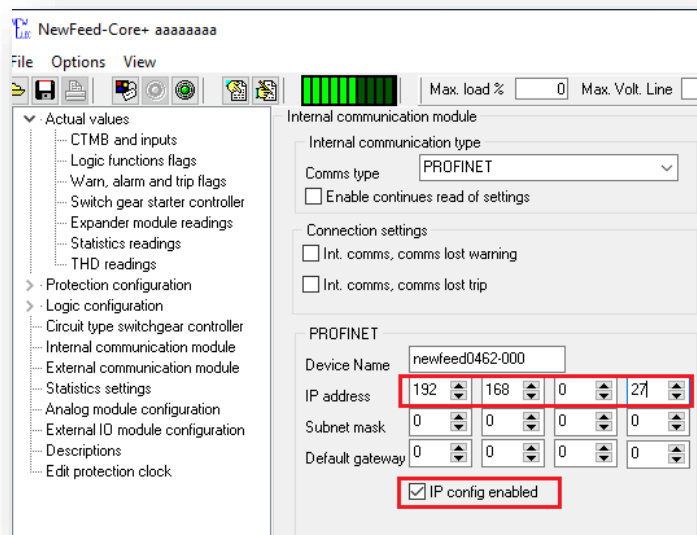 NEW ELEC NewFeed-Core+ aaaaaaaa
File Options View
Max. load % 0 Max. Volt. Line
Actual values
CTMB and inputs
Logic functions flags
Warn, alarm and trip flags
Switch gear starter controller
Expander module readings
Statistics readings
THD readings
Protection configuration
Logic configuration
Circuit type switchgear controller
Internal communication module
External communication module
Statistics settings
Analog module configuration
External IO module configuration
Descriptions
Edit protection clock
Internal communication module
Internal communication type
Comms type PROFINET
Enable continues read of settings
Connection settings
Int. comms, comms lost warning
Int. comms, comms lost trip
PROFINET
Device Name newfeed0462-000
IP address 192 168 0 27
Subnet mask 0 0 0 0
Default gateway 0 0 0 0
IP config enabled